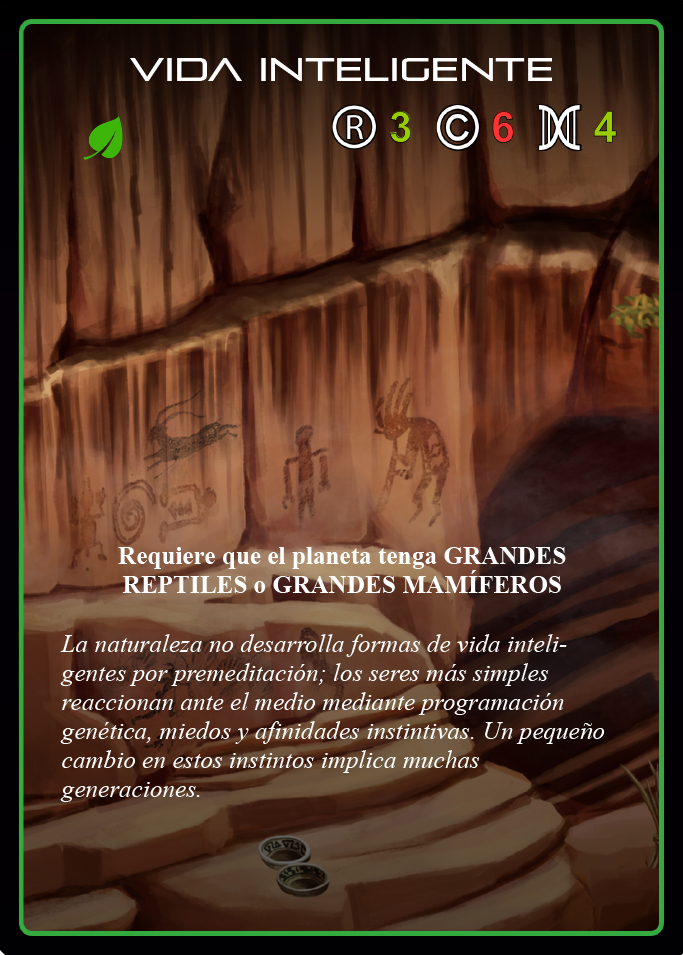 VIDA INTELIGENTE
® 3 © 6 4
Requiere que el planeta tenga GRANDES
REPTILES o GRANDES MAMÍFEROS
La naturaleza no desarrolla formas de vida inteli-
gentes por premeditación; los seres más simples
reaccionan ante el medio mediante programación
genética, miedos y afinidades instintivas. Un pequeño
cambio en estos instintos implica muchas
generaciones.